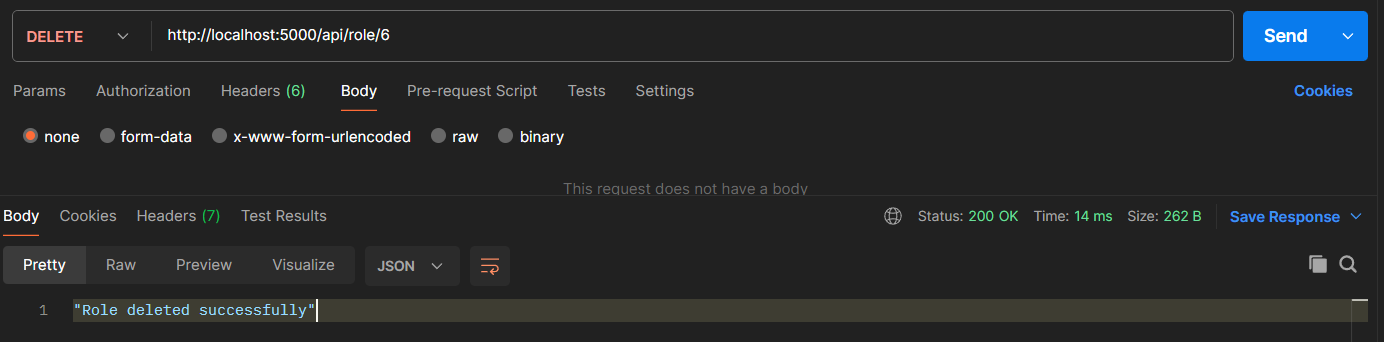 DELETE http://localhost:5000/api/role/6 Send
Params Authorization Headers (6) Body Pre-request Script Tests Settings Cookies
none form-data x-www-form-urlencoded raw binary
This request does not have a body
Body Cookies Headers (7) Test Results Status: 200 OK Time: 14 ms Size: 262 B Save Response
Pretty Raw Preview Visualize JSON
1 "Role deleted successfully"